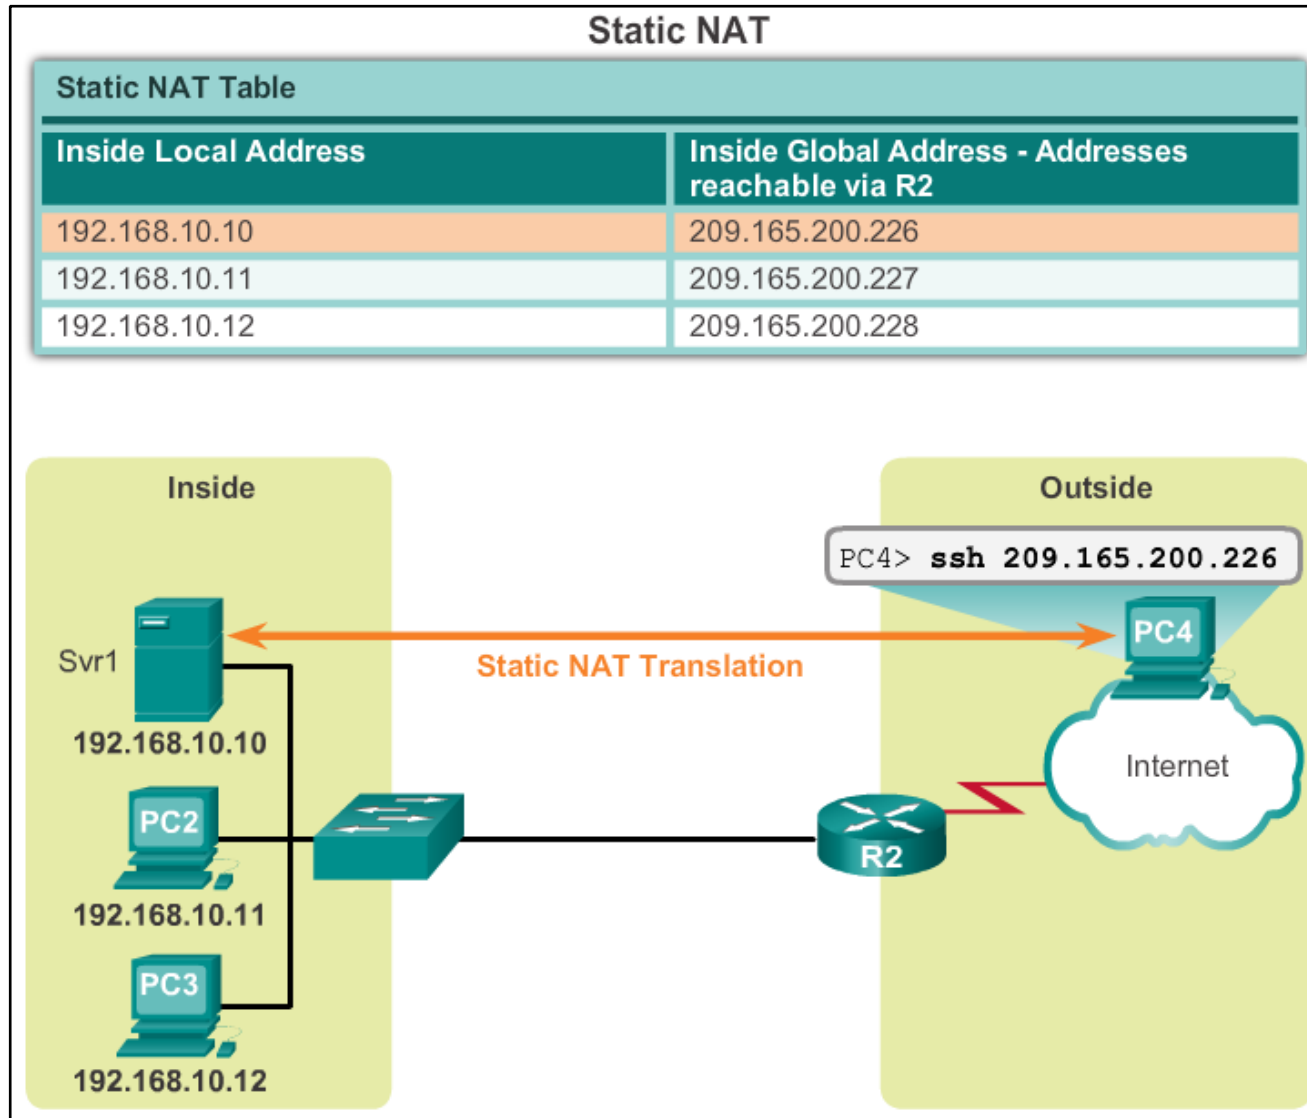 Static NAT
Static NAT Table
Inside Local Address
Inside Global Address - Addresses
reachable via R2
192.168.10.10
209.165.200.226
192.168.10.11
209.165.200.227
192.168.10.12
209.165.200.228
Inside
Outside
PC4> ssh 209.165.200.226
PC4
Static NAT Translation
Svr1
192.168.10.10
Internet
PC2
R2
192.168.10.11
PC3
192.168.10.12